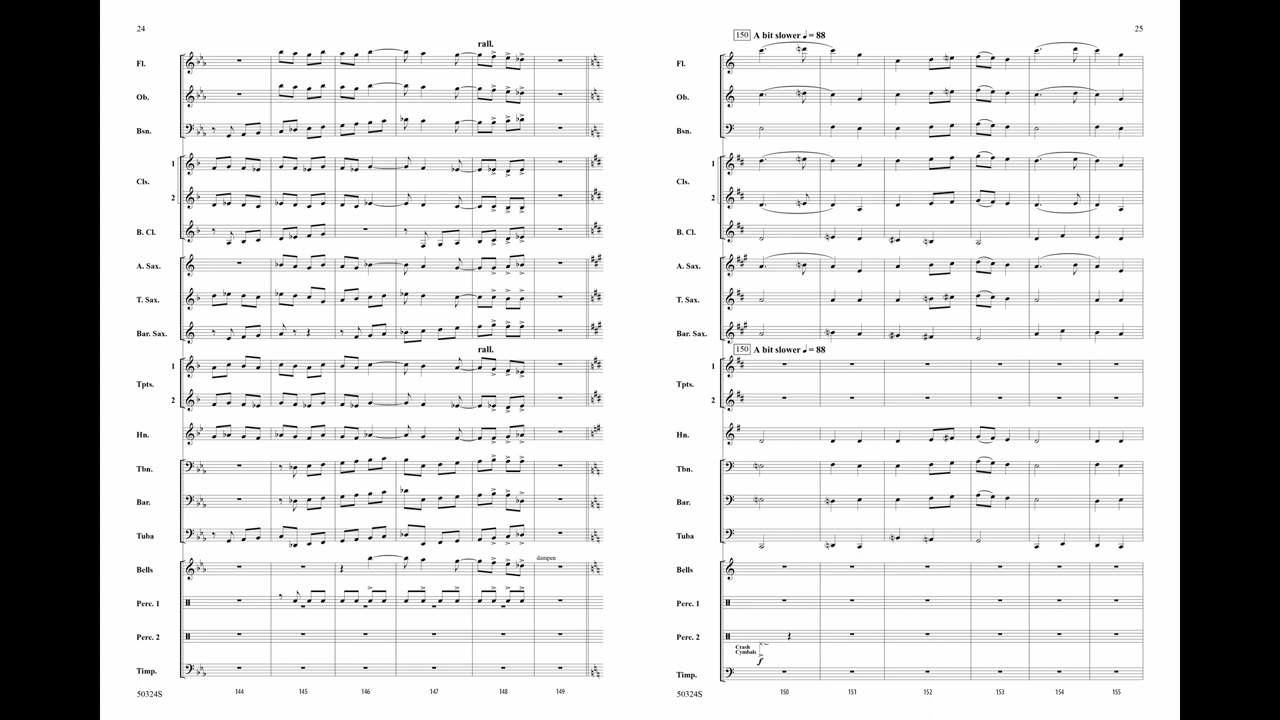 24
rall.
Fl.
Ob.
Bsn.
1
Cls.
2
B. Cl.
A. Sax.
T. Sax.
Bar. Sax.
rall.
1
Tpts.
2
Hn.
Tbn.
Bar.
Tuba
dampen
Bells
Perc. 1
Perc. 2
Timp.
50324S
144 145 146 147 148 149
25
150 A bit slower ♩ = 88
Fl.
Ob.
Bsn.
1
Cls.
2
B. Cl.
A. Sax.
T. Sax.
Bar. Sax.
150 A bit slower ♩ = 88
1
Tpts.
2
Hn.
Tbn.
Bar.
Tuba
Bells
Perc. 1
Perc. 2
Crash
Cymbals
f
Timp.
50324S
150 151 152 153 154 155